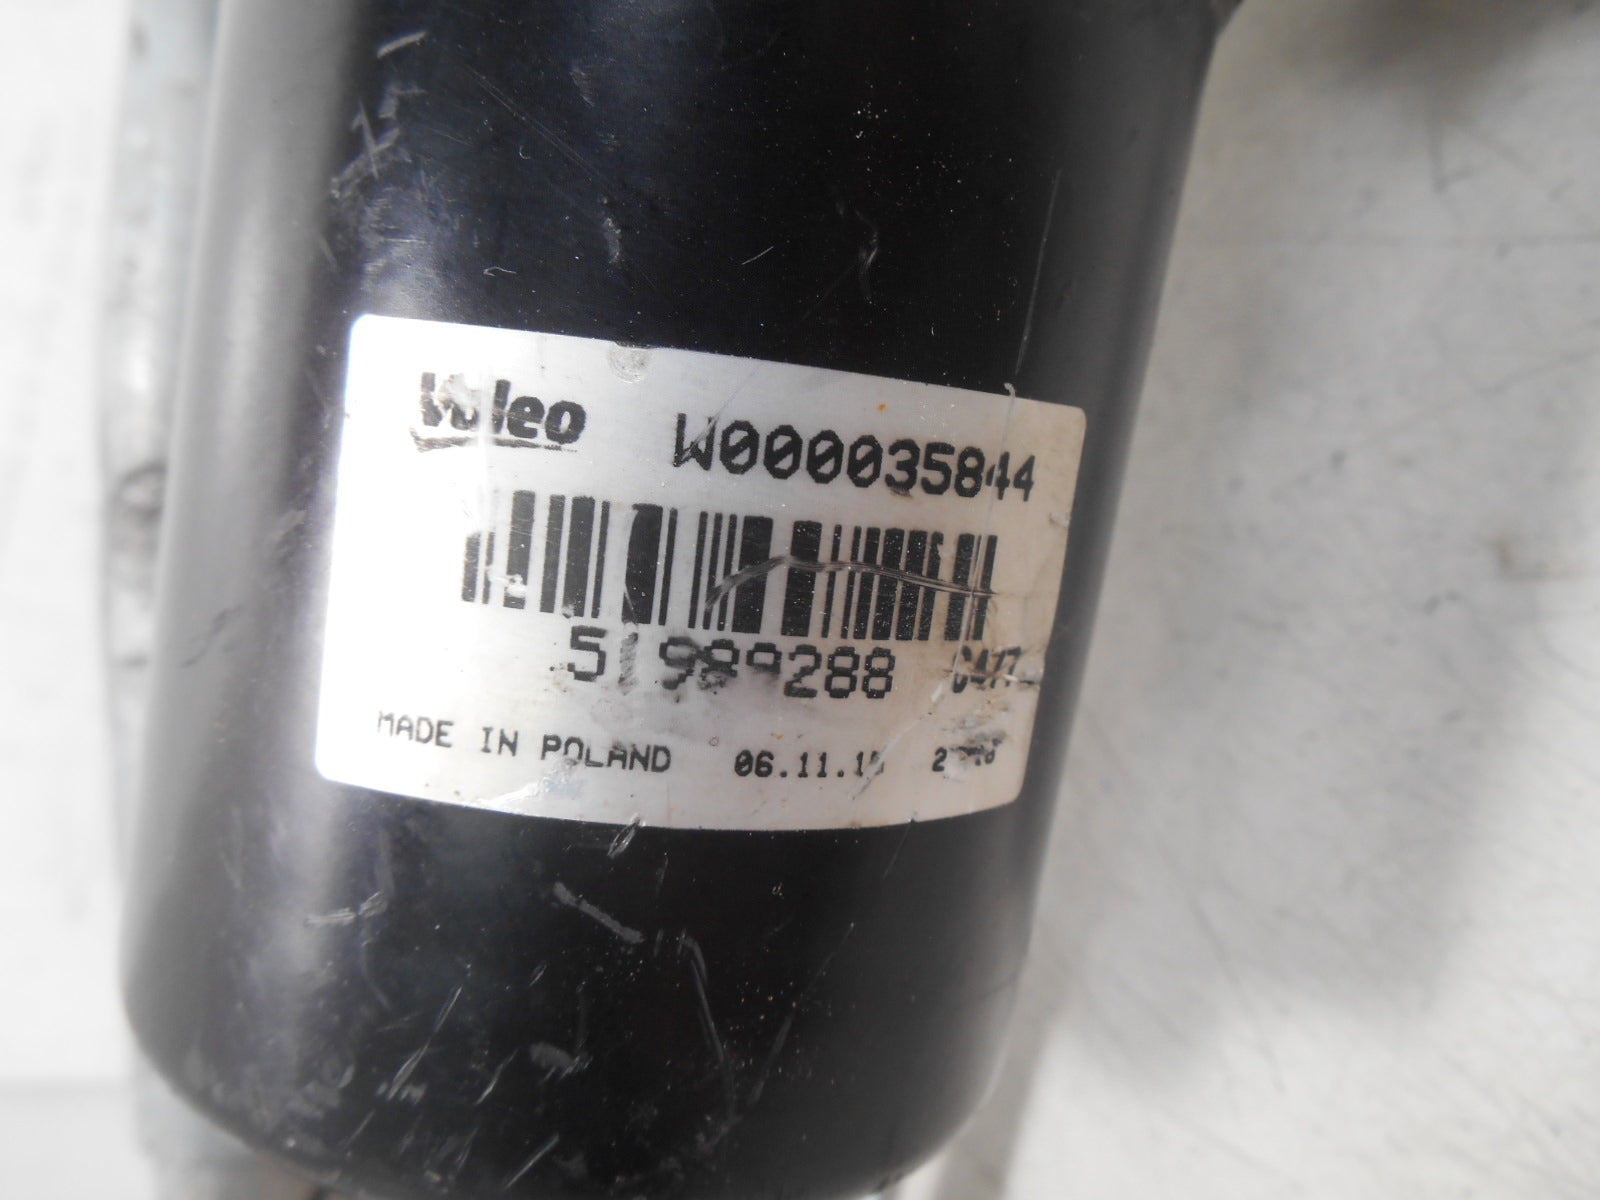 Valeo W000035844
51989288
MADE IN POLAND